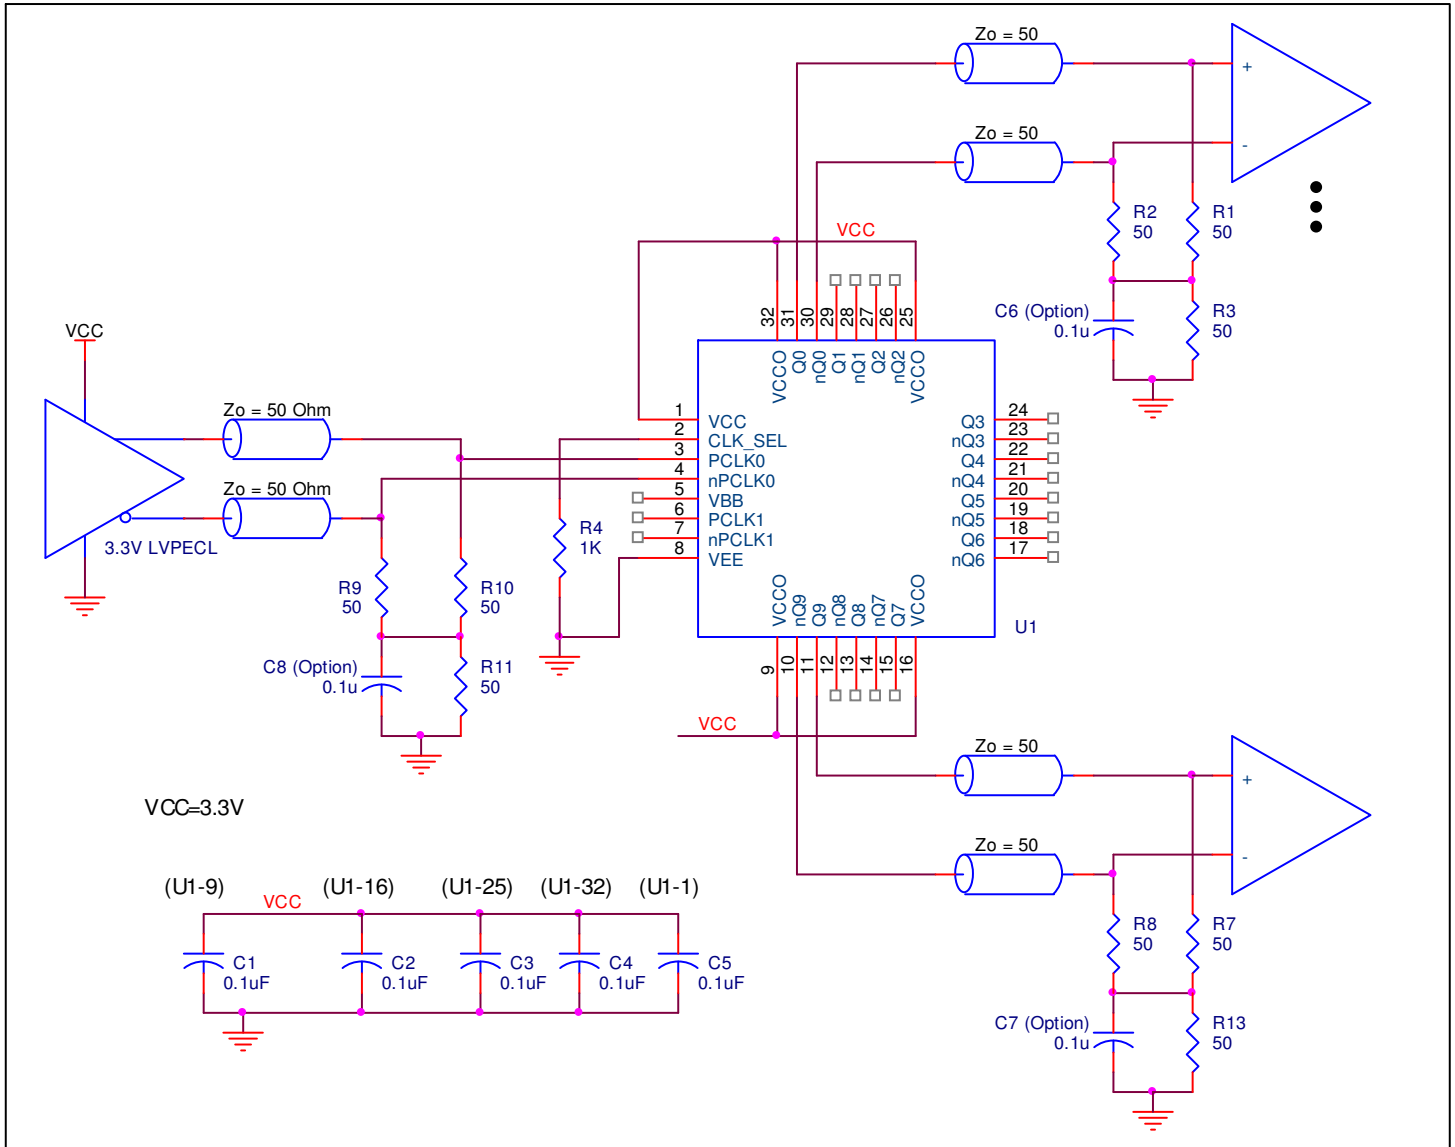 Zo = 50
+
Zo = 50
-
R2
50
R1
50
VCC
C6 (Option)
0.1u
R3
50
32
31
30
29
28
27
26
25
VCCO
Q0
nQ0
Q1
nQ1
Q2
nQ2
VCCO
VCC
Zo = 50 Ohm
Zo = 50 Ohm
3.3V LVPECL
1
2
3
4
5
6
7
8
VCC
CLK_SEL
PCLK0
nPCLK0
VBB
PCLK1
nPCLK1
VEE
Q3
nQ3
Q4
nQ4
Q5
nQ5
Q6
nQ6
24
23
22
21
20
19
18
17
R4
1K
R9
50
R10
50
C8 (Option)
0.1u
R11
50
VCCO
nQ9
Q9
nQ8
Q8
nQ7
Q7
VCCO
U1
9
10
11
12
13
14
15
16
VCC
Zo = 50
+
Zo = 50
-
R8
50
R7
50
C7 (Option)
0.1u
R13
50
VCC=3.3V
(U1-9)
(U1-16)
(U1-25)
(U1-32)
(U1-1)
VCC
C1
0.1uF
C2
0.1uF
C3
0.1uF
C4
0.1uF
C5
0.1uF